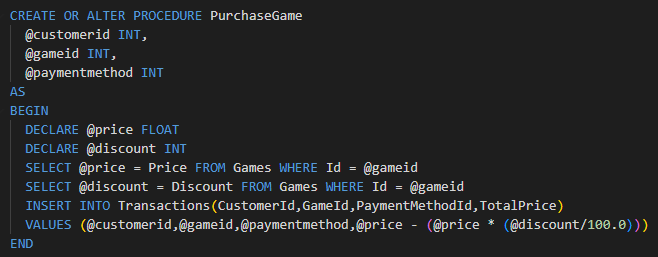 CREATE OR ALTER PROCEDURE PurchaseGame
  @customerid INT,
  @gameid INT,
  @paymentmethod INT
AS
BEGIN
  DECLARE @price FLOAT
  DECLARE @discount INT
  SELECT @price = Price FROM Games WHERE Id = @gameid
  SELECT @discount = Discount FROM Games WHERE Id = @gameid
  INSERT INTO Transactions(CustomerId,GameId,PaymentMethodId,TotalPrice)
  VALUES (@customerid,@gameid,@paymentmethod,@price - (@price * (@discount/100.0)))
END